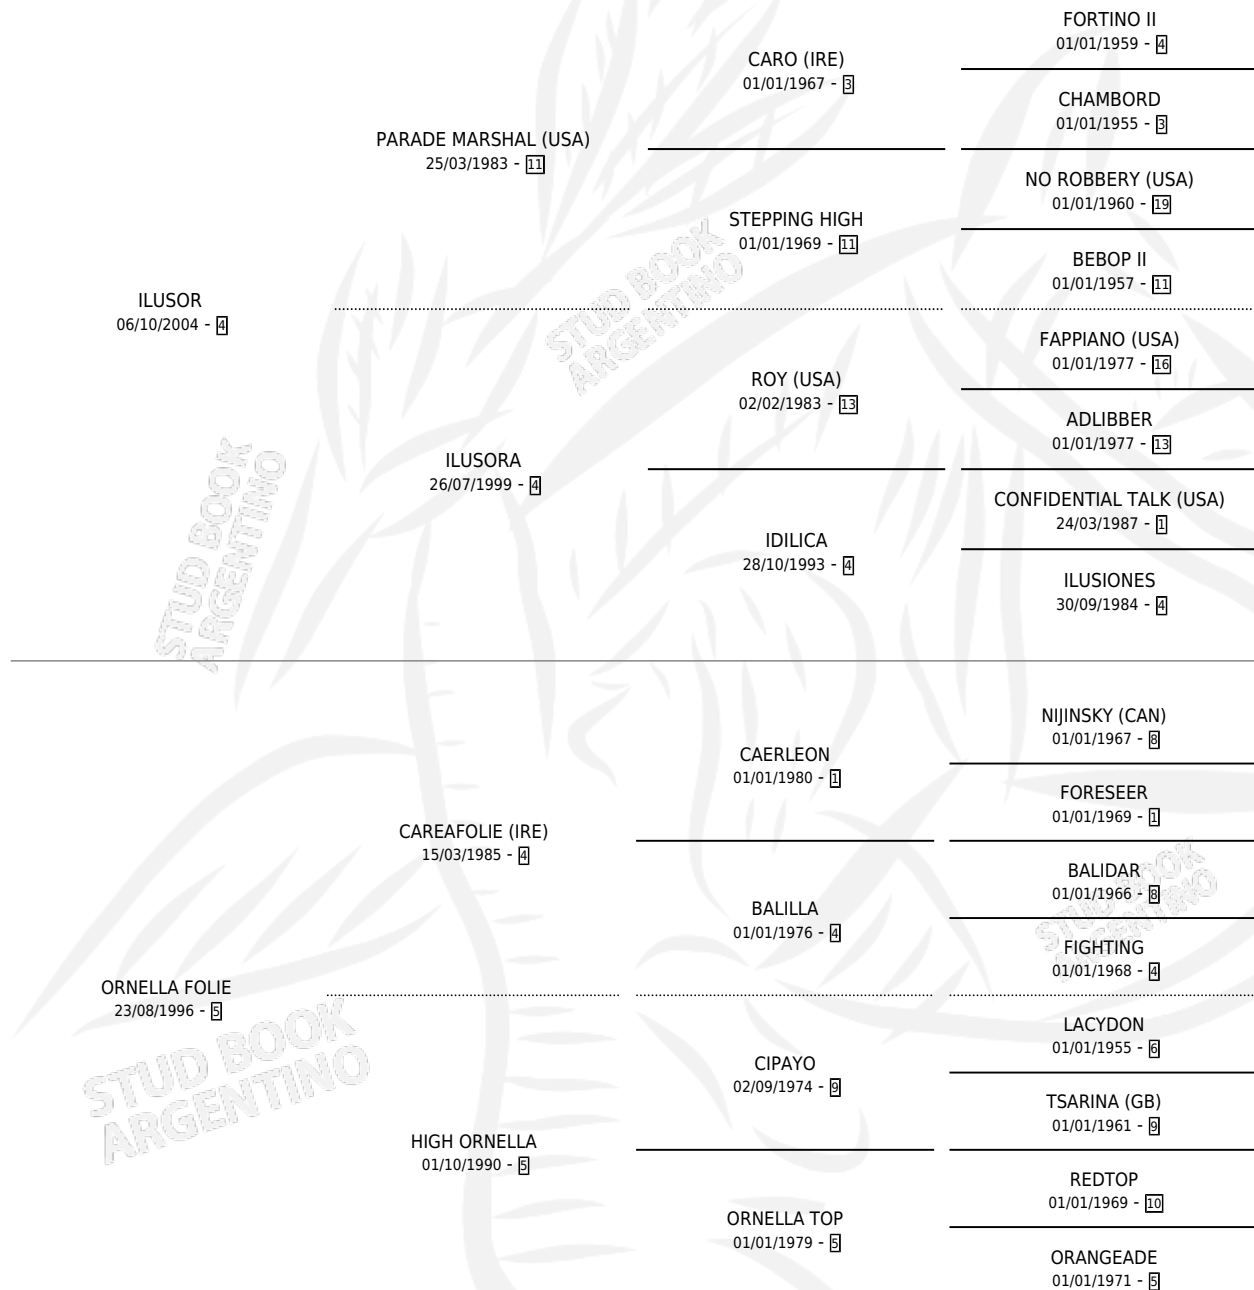 FORTINO II
01/01/1959 - 4
CARO (IRE)
01/01/1967 - 3
CHAMBORD
01/01/1955 - 3
PARADE MARSHAL (USA)
25/03/1983 - 11
NO ROBBERY (USA)
01/01/1960 - 19
STEPPING HIGH
01/01/1969 - 11
BEBOP II
01/01/1957 - 11
ILUSOR
06/10/2004 - 4
STUD BOOK
ARGENTINO
FAPPIANO (USA)
01/01/1977 - 16
ROY (USA)
02/02/1983 - 13
ADLIBBER
01/01/1977 - 13
ILUSORA
26/07/1999 - 4
CONFIDENTIAL TALK (USA)
24/03/1987 - 1
IDILICA
28/10/1993 - 4
ILUSIONES
30/09/1984 - 4
STUD BOOK
ARGENTINO
NIJINSKY (CAN)
01/01/1967 - 8
CAERLEON
01/01/1980 - 1
FORESEER
01/01/1969 - 1
CAREAFOLIE (IRE)
15/03/1985 - 4
BALIDAR
01/01/1966 - 8
BALILLA
01/01/1976 - 4
STUD BOOK
ARGENTINO
FIGHTING
01/01/1968 - 4
ORNELLA FOLIE
23/08/1996 - 5
LACYDON
01/01/1955 - 6
CIPAYO
02/09/1974 - 9
STUD BOOK
ARGENTINO
TSARINA (GB)
01/01/1961 - 9
HIGH ORNELLA
01/10/1990 - 5
REDTOP
01/01/1969 - 10
ORNELLA TOP
01/01/1979 - 5
ORANGEADE
01/01/1971 - 5